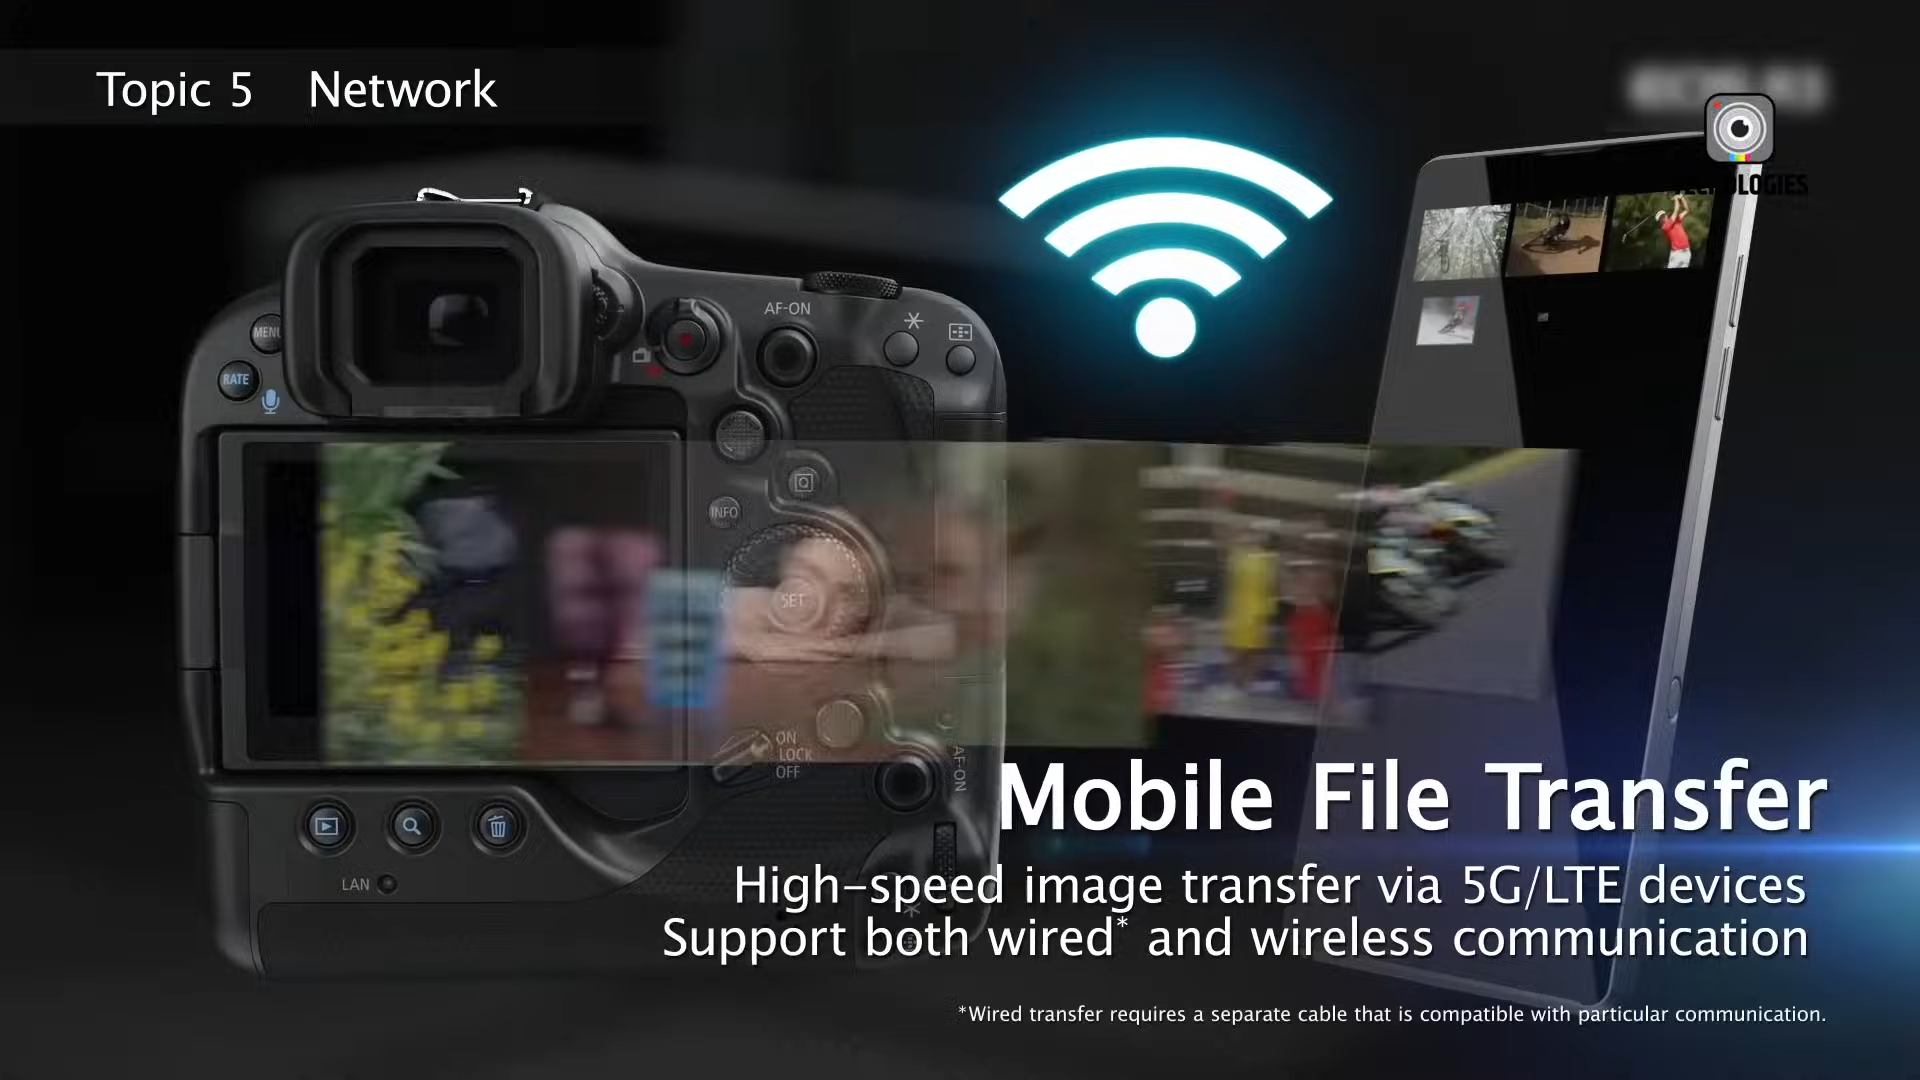 Topic 5 Network
MENU
RATE
AF-ON
INFO
Q
SET
ON
LOCK
OFF
AF-ON
LAN
Mobile File Transfer
High-speed image transfer via 5G/LTE devices
Support both wired* and wireless communication
*Wired transfer requires a separate cable that is compatible with particular communication.